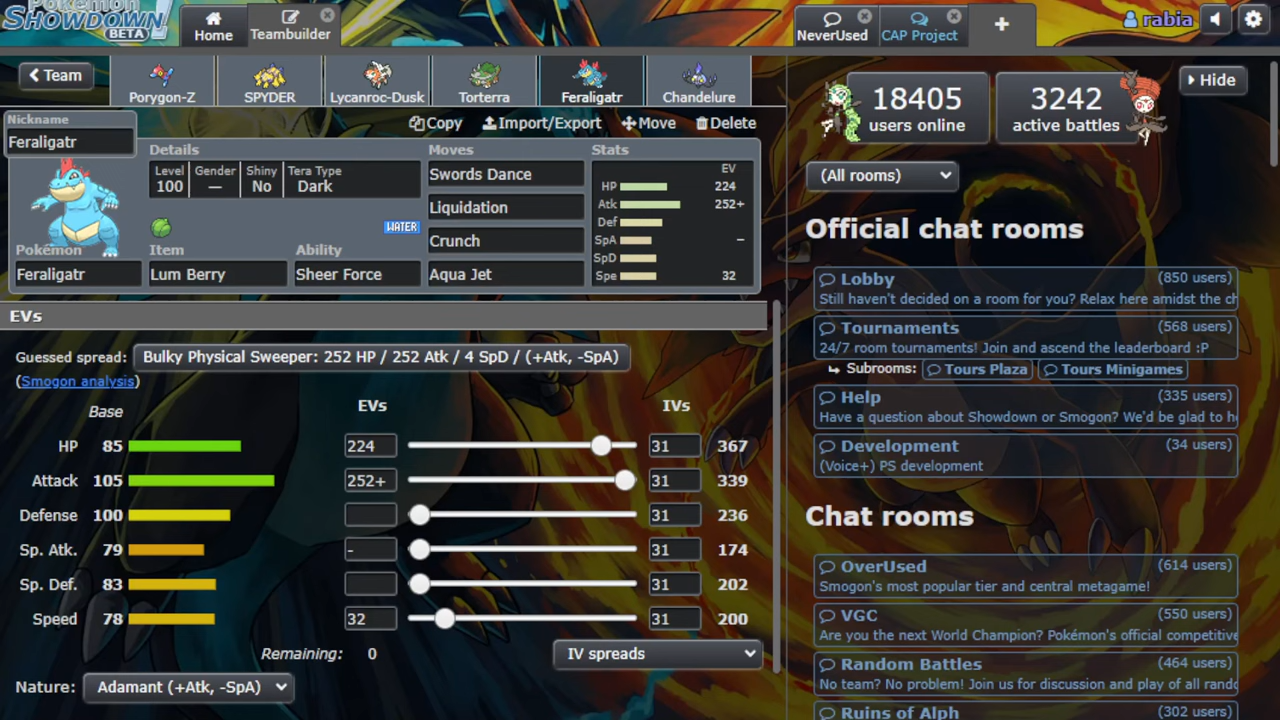 Pokémon
SHOWDOWN!
BETA
Home
Teambuilder
NeverUsed
CAP Project
+
rabia
Team
Porygon-Z
SPYDER
Lycanroc-Dusk
Torterra
Feraligatr
Chandelure
Copy
Import/Export
Move
Delete
Nickname
Feraligatr
Details
Level
100
Gender
—
Shiny
No
Tera Type
Dark
WATER
Pokémon
Feraligatr
Item
Lum Berry
Ability
Sheer Force
Moves
Swords Dance
Liquidation
Crunch
Aqua Jet
Stats
EV
HP 224
Atk 252+
Def
SpA –
SpD
Spe 32
EVs
Guessed spread: Bulky Physical Sweeper: 252 HP / 252 Atk / 4 SpD / (+Atk, -SpA)
(Smogon analysis)
Base EVs IVs
HP 85 224 31 367
Attack 105 252+ 31 339
Defense 100 31 236
Sp. Atk. 79 - 31 174
Sp. Def. 83 31 202
Speed 78 32 31 200
Remaining: 0
IV spreads
Nature: Adamant (+Atk, -SpA)
18405
users online
3242
active battles
Hide
(All rooms)
Official chat rooms
Lobby (850 users)
Still haven't decided on a room for you? Relax here amidst the ch
Tournaments (568 users)
24/7 room tournaments! Join and ascend the leaderboard :P
Subrooms: Tours Plaza Tours Minigames
Help (335 users)
Have a question about Showdown or Smogon? We'd be glad to h
Development (34 users)
(Voice+) PS development
Chat rooms
OverUsed (614 users)
Smogon's most popular tier and central metagame!
VGC (550 users)
Are you the next World Champion? Pokémon's official competitive
Random Battles (464 users)
No team? No problem! Join us for discussion and play of all rando
Ruins of Alph (302 users)